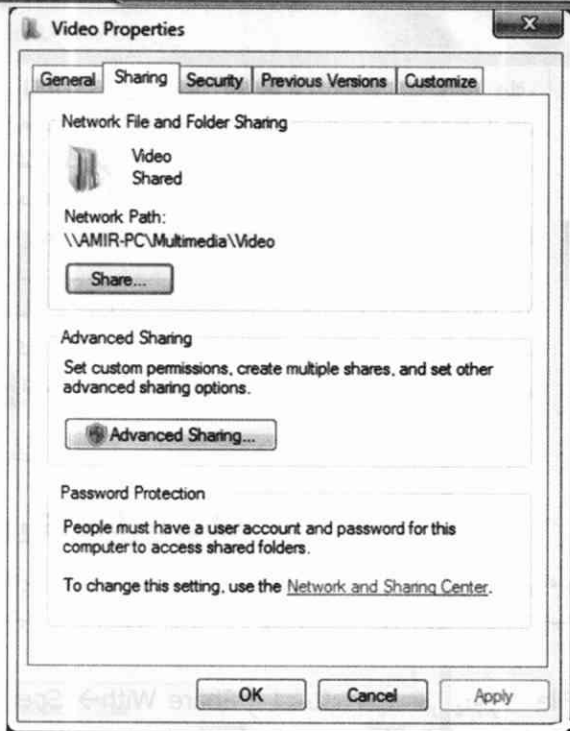 Video Properties
General Sharing Security Previous Versions Customize
Network File and Folder Sharing
Video
Shared
Network Path:
\\AMIR-PC\Multimedia\Video
Share...
Advanced Sharing
Set custom permissions, create multiple shares, and set other
advanced sharing options.
Advanced Sharing...
Password Protection
People must have a user account and password for this
computer to access shared folders.
To change this setting, use the Network and Sharing Center.
OK Cancel Apply